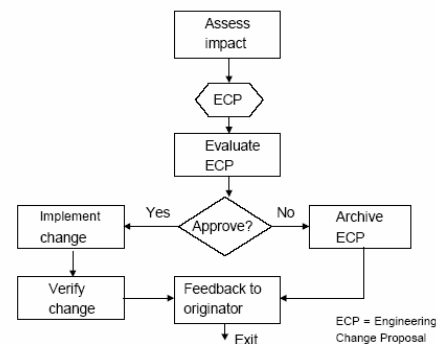 Assess
impact
ECP
Evaluate
ECP
Approve?
Yes
No
Implement
change
Archive
ECP
Verify
change
Feedback to
originator
Exit
ECP = Engineering
Change Proposal